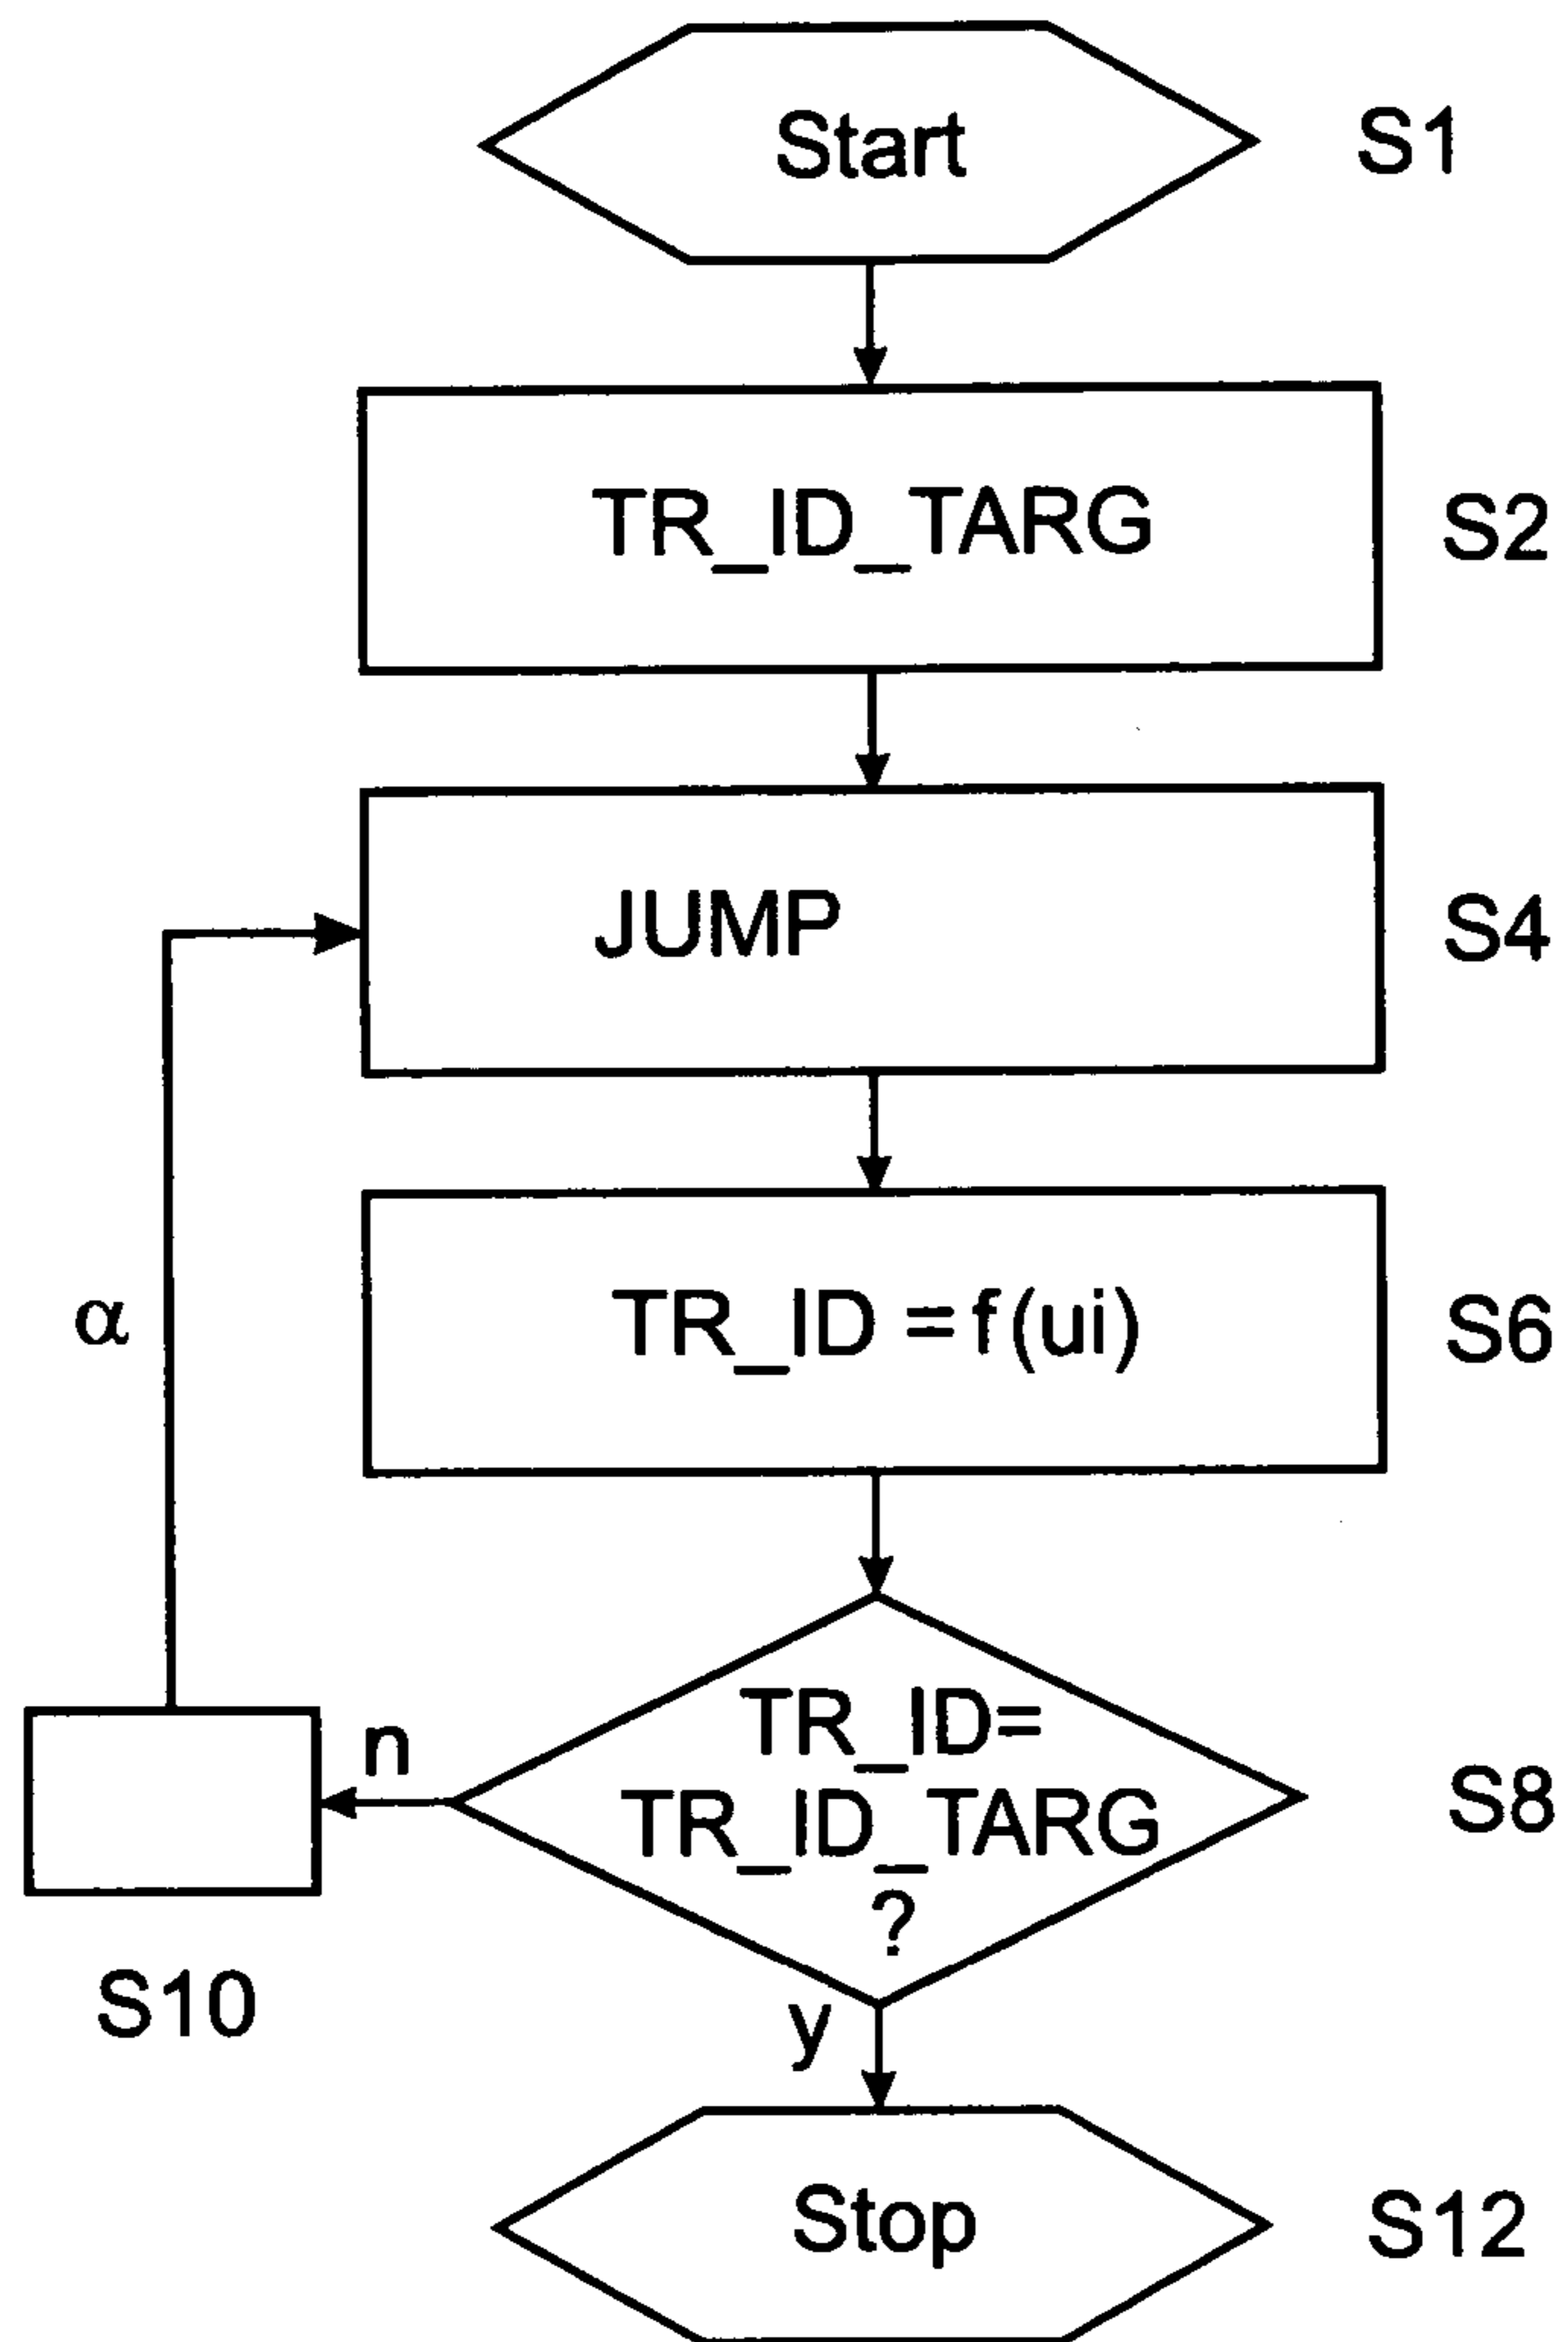 Start
S1
TR_ID_TARG
S2
JUMP
S4
TR_ID =f(ui)
S6
α
TR_ID=
TR_ID_TARG
?
S8
n
S10
y
Stop
S12